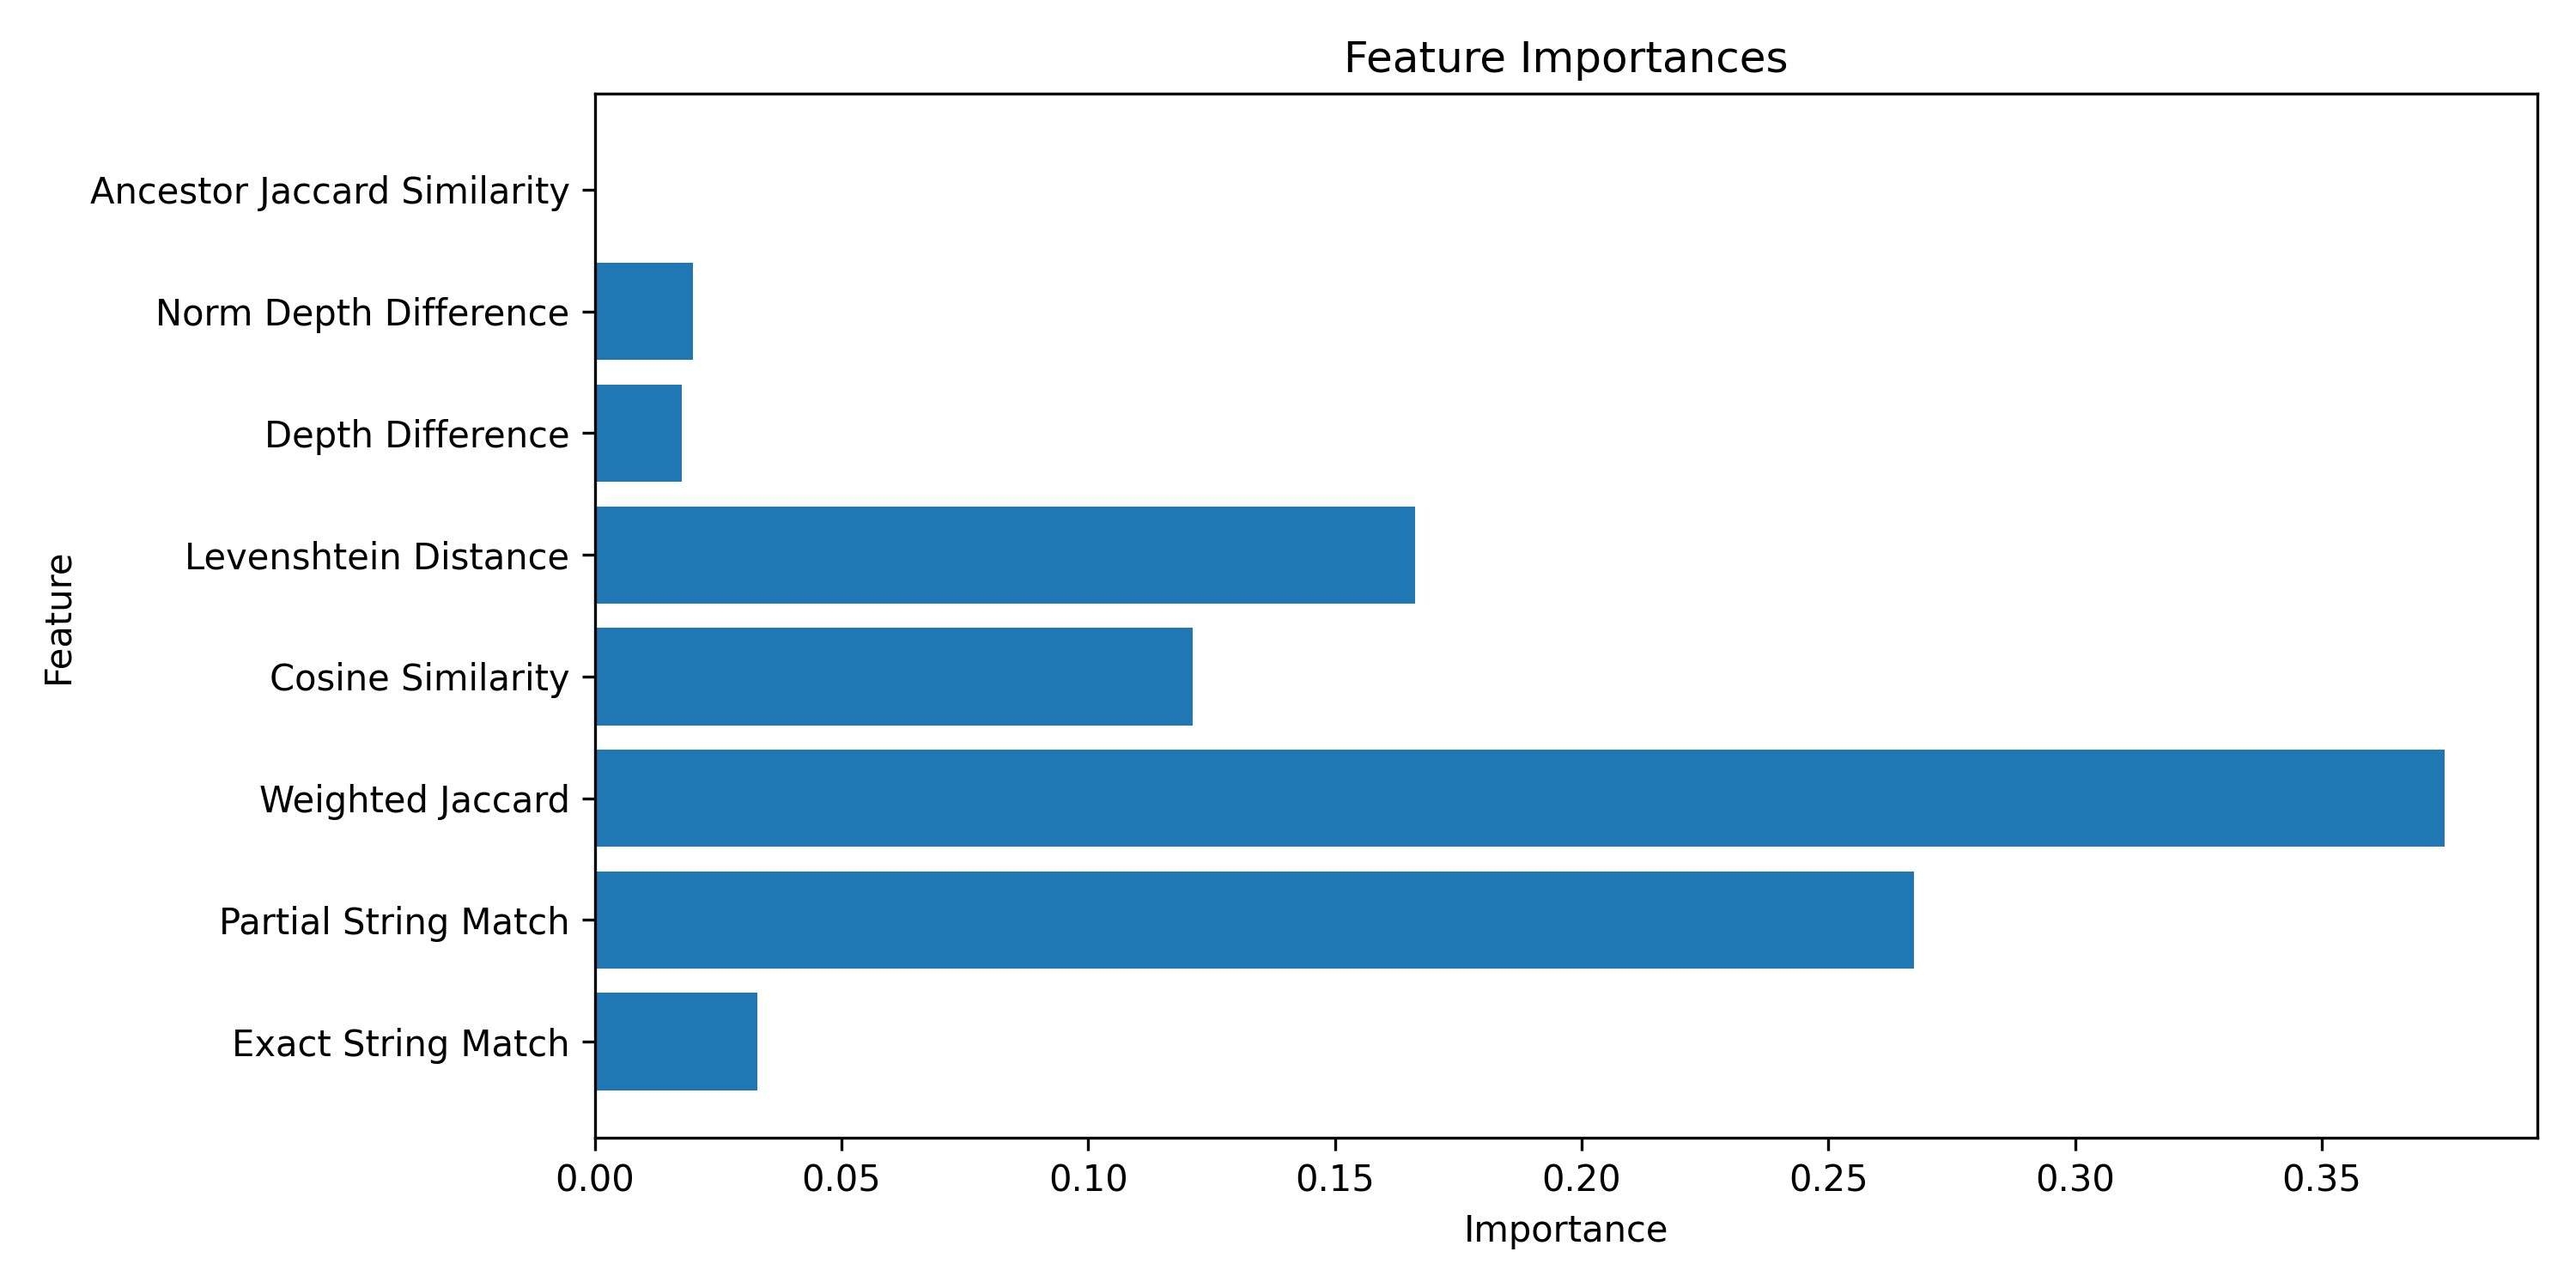 Feature Importances
Ancestor Jaccard Similarity
Norm Depth Difference
Depth Difference
Levenshtein Distance
Cosine Similarity
Weighted Jaccard
Partial String Match
Exact String Match
Feature
0.00 0.05 0.10 0.15 0.20 0.25 0.30 0.35
Importance